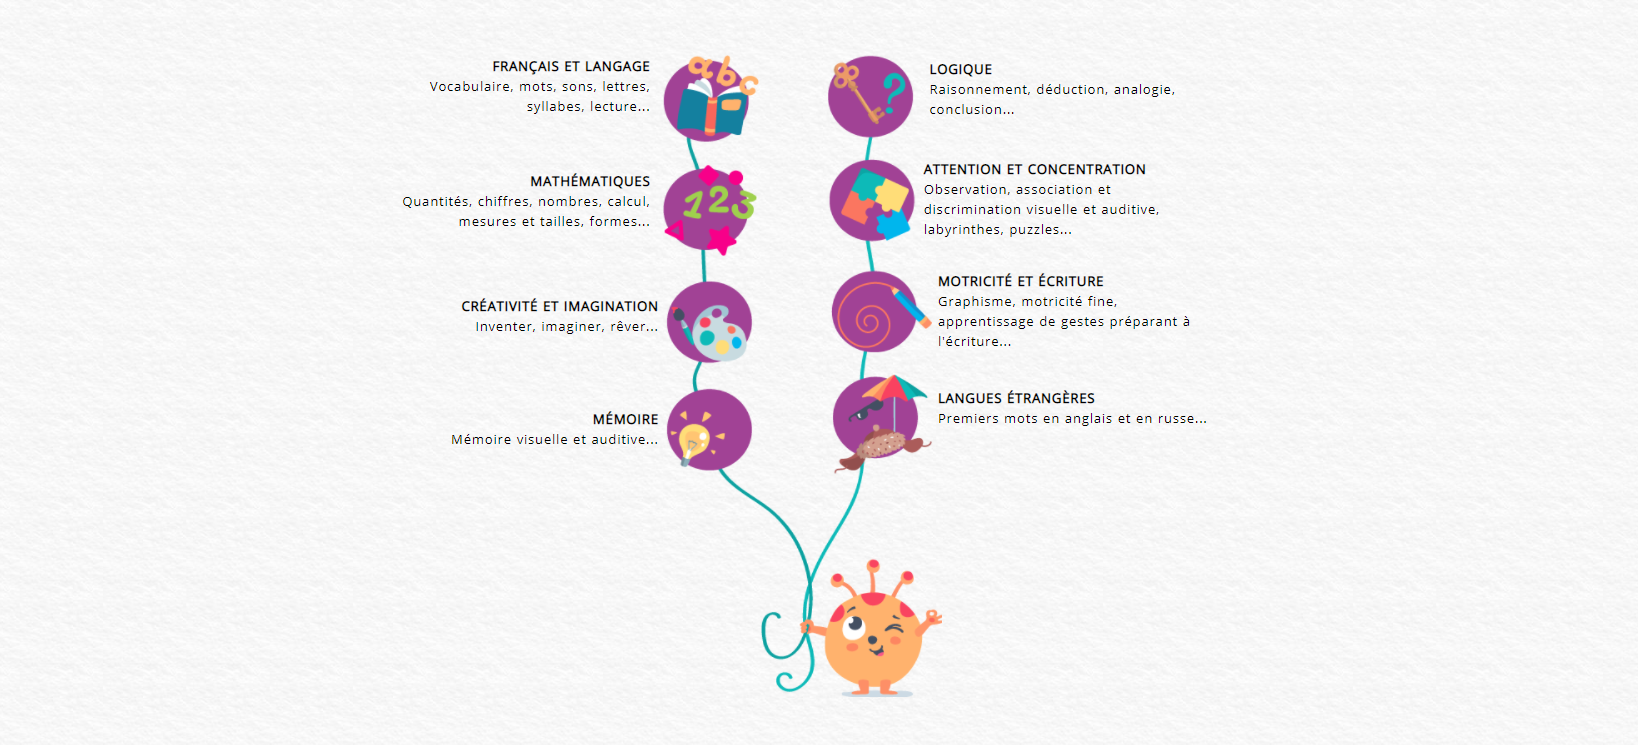 FRANÇAIS ET LANGAGE
Vocabulaire, mots, sons, lettres,
syllabes, lecture...
abc
MATHÉMATIQUES
Quantités, chiffres, nombres, calcul,
mesures et tailles, formes...
123
CRÉATIVITÉ ET IMAGINATION
Inventer, imaginer, rêver...
MÉMOIRE
Mémoire visuelle et auditive...
?
LOGIQUE
Raisonnement, déduction, analogie,
conclusion...
ATTENTION ET CONCENTRATION
Observation, association et
discrimination visuelle et auditive,
labyrinthes, puzzles...
MOTRICITÉ ET ÉCRITURE
Graphisme, motricité fine,
apprentissage de gestes préparant à
l'écriture...
LANGUES ÉTRANGÈRES
Premiers mots en anglais et en russe...